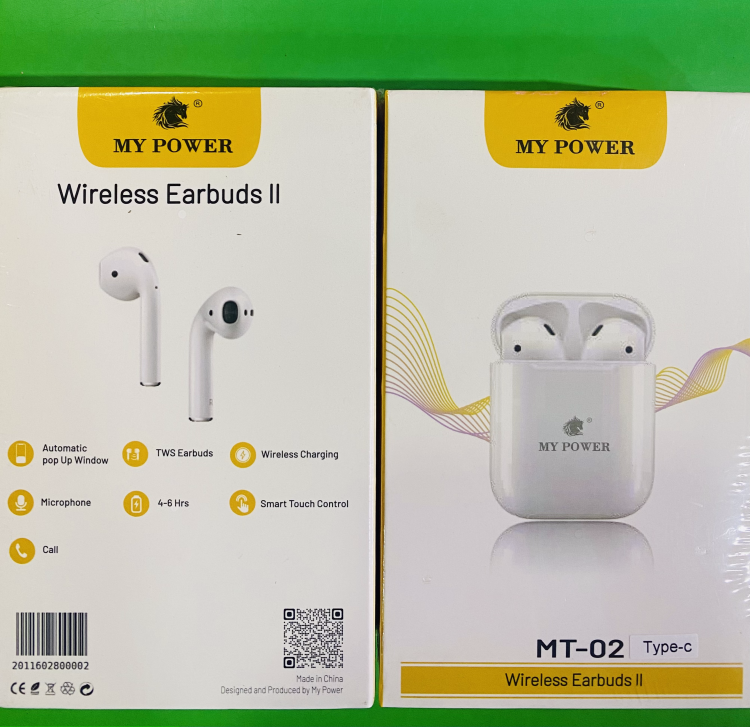 ®
MY POWER
Wireless Earbuds II
Automatic
pop Up Window
TWS Earbuds
Wireless Charging
Microphone
4-6 Hrs
Smart Touch Control
Call
2011602800002
CE
Made in China
Designed and Produced by My Power
®
MY POWER
®
MY POWER
MT-02
Type-c
Wireless Earbuds II